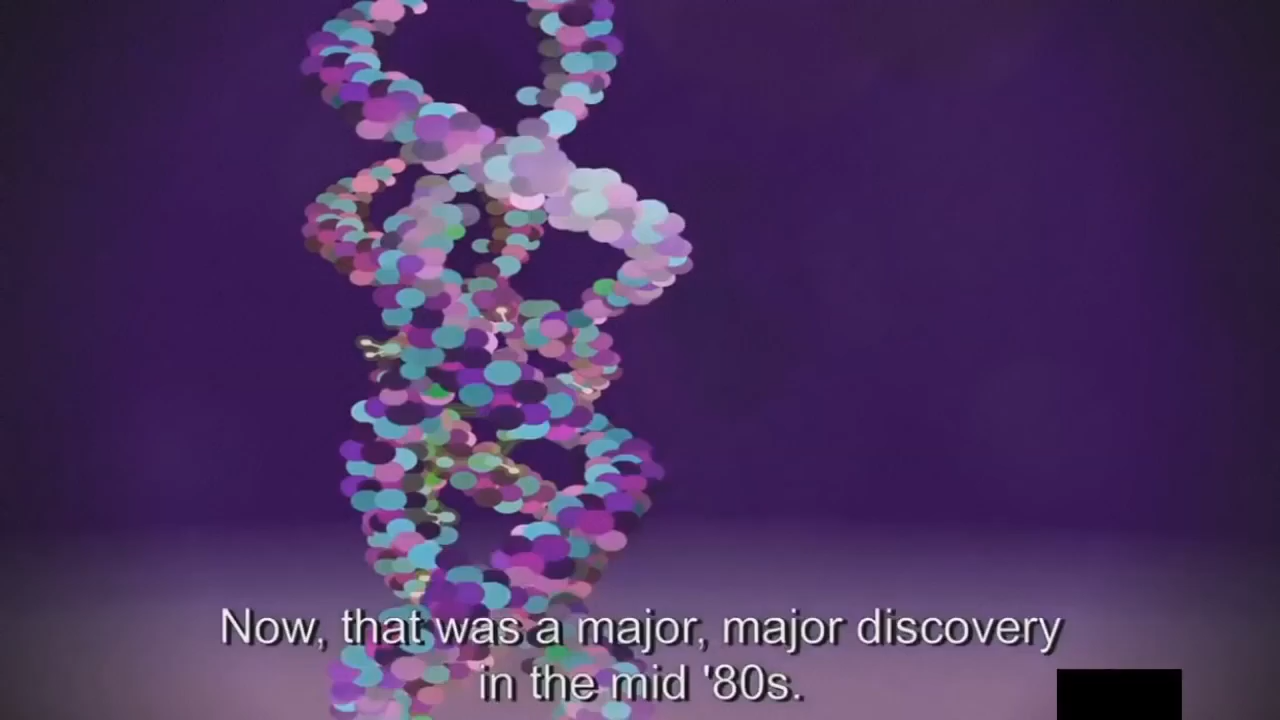 Now, that was a major, major discovery
in the mid '80s.